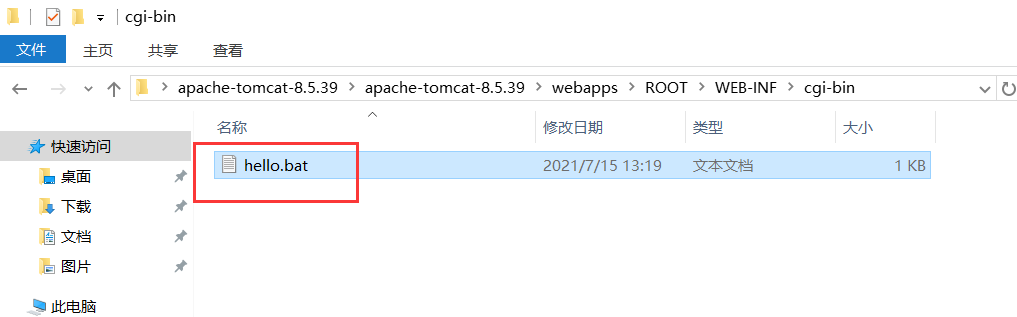 cgi-bin
文件 主页 共享 查看
apache-tomcat-8.5.39 apache-tomcat-8.5.39 webapps ROOT WEB-INF cgi-bin
名称 修改日期 类型 大小
快速访问
hello.bat 2021/7/15 13:19 文本文档 1 KB
桌面
下载
文档
图片
此电脑